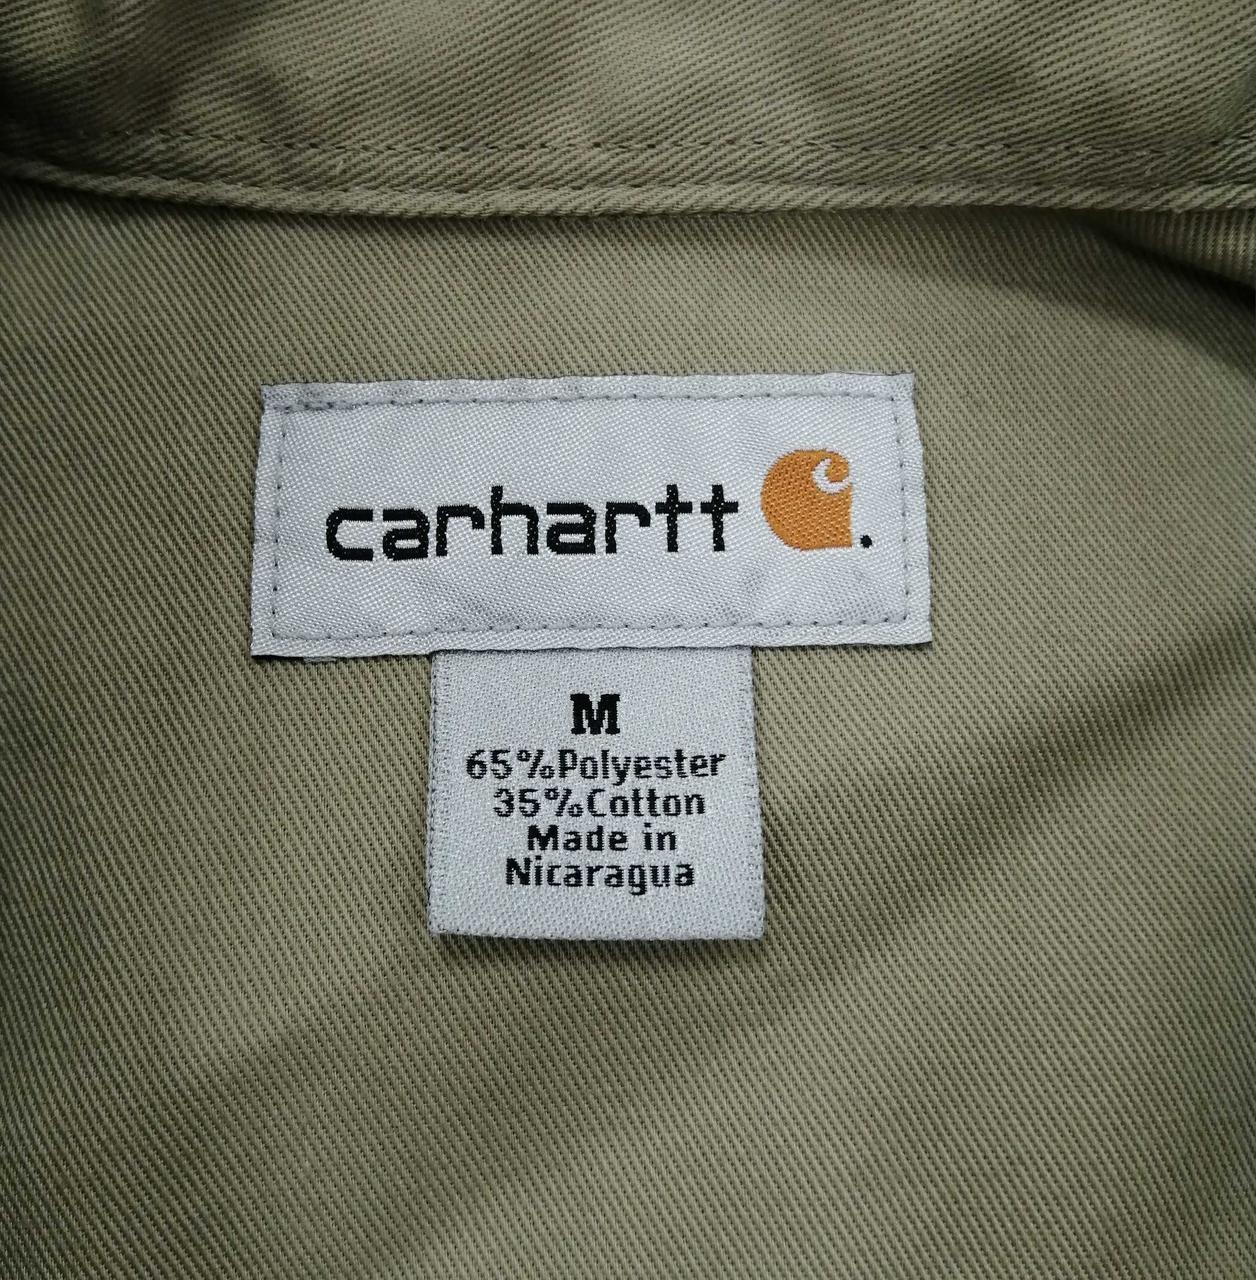 carhartt
M
65%Polyester
35%Cotton
Made in
Nicaragua